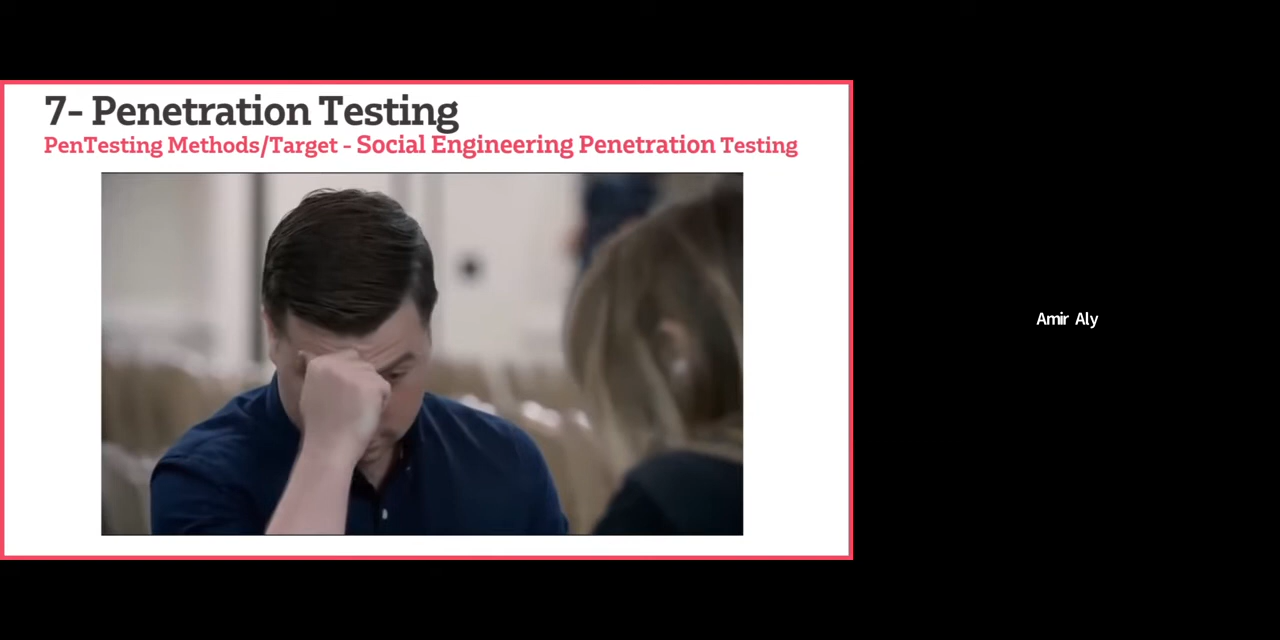 7- Penetration Testing
PenTesting Methods/Target - Social Engineering Penetration Testing
Amir Aly